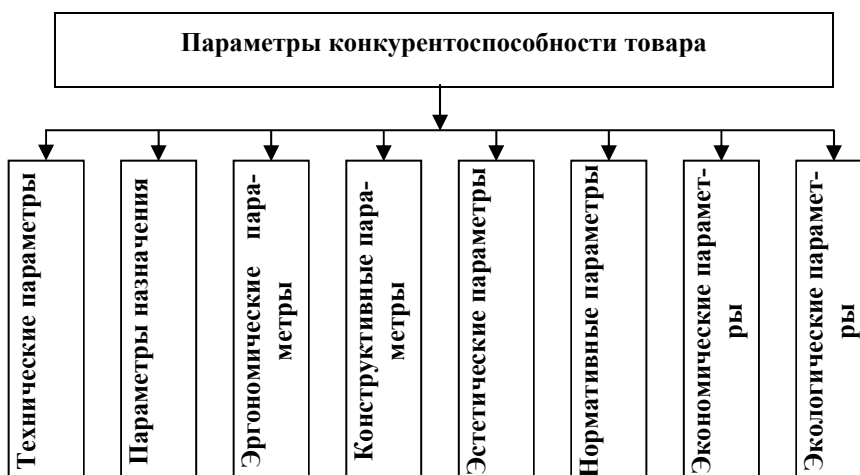 Параметры конкурентоспособности товара
Технические параметры
Параметры назначения
Эргономические пара-
метры
Конструктивные пара-
метры
Эстетические параметры
Нормативные параметры
Экономические парамет-
ры
Экологические парамет-
ры